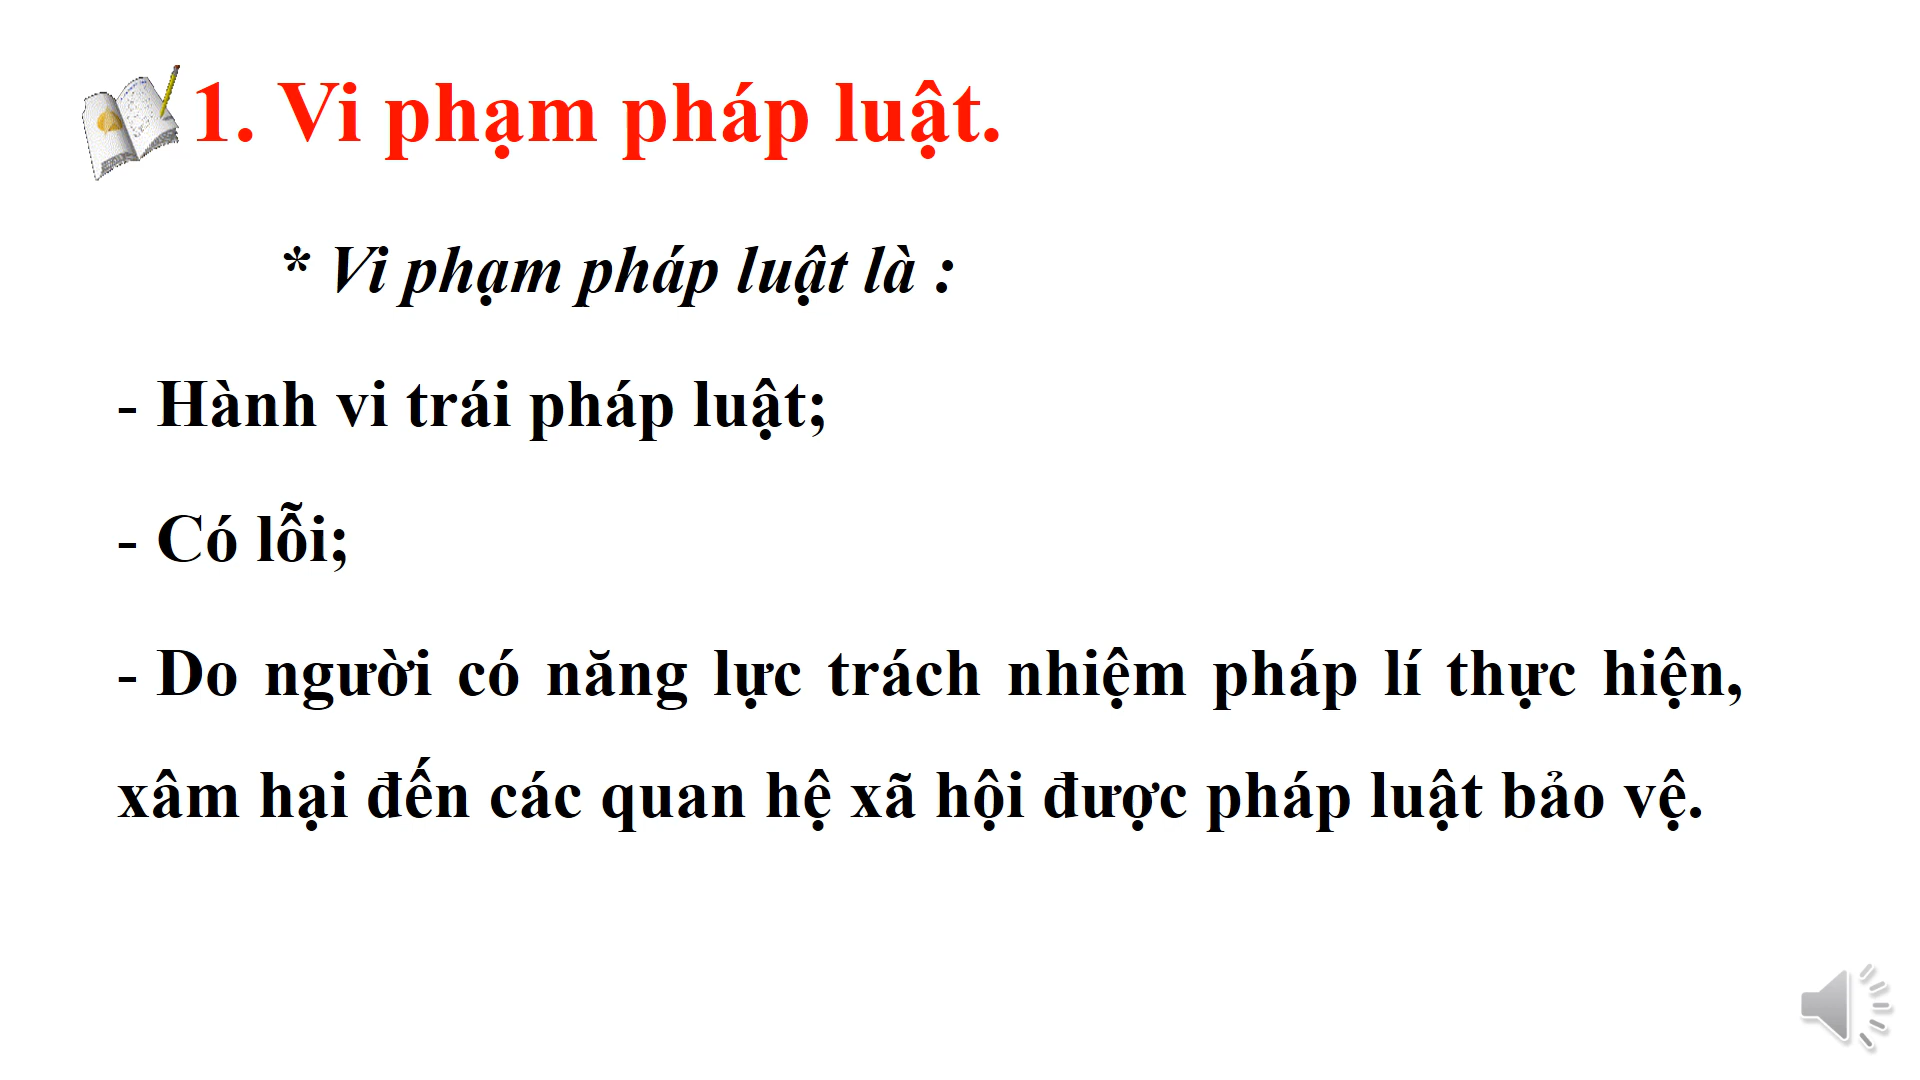 1. Vi phạm pháp luật.
* Vi phạm pháp luật là :
- Hành vi trái pháp luật;
- Có lỗi;
- Do người có năng lực trách nhiệm pháp lí thực hiện,
xâm hại đến các quan hệ xã hội được pháp luật bảo vệ.